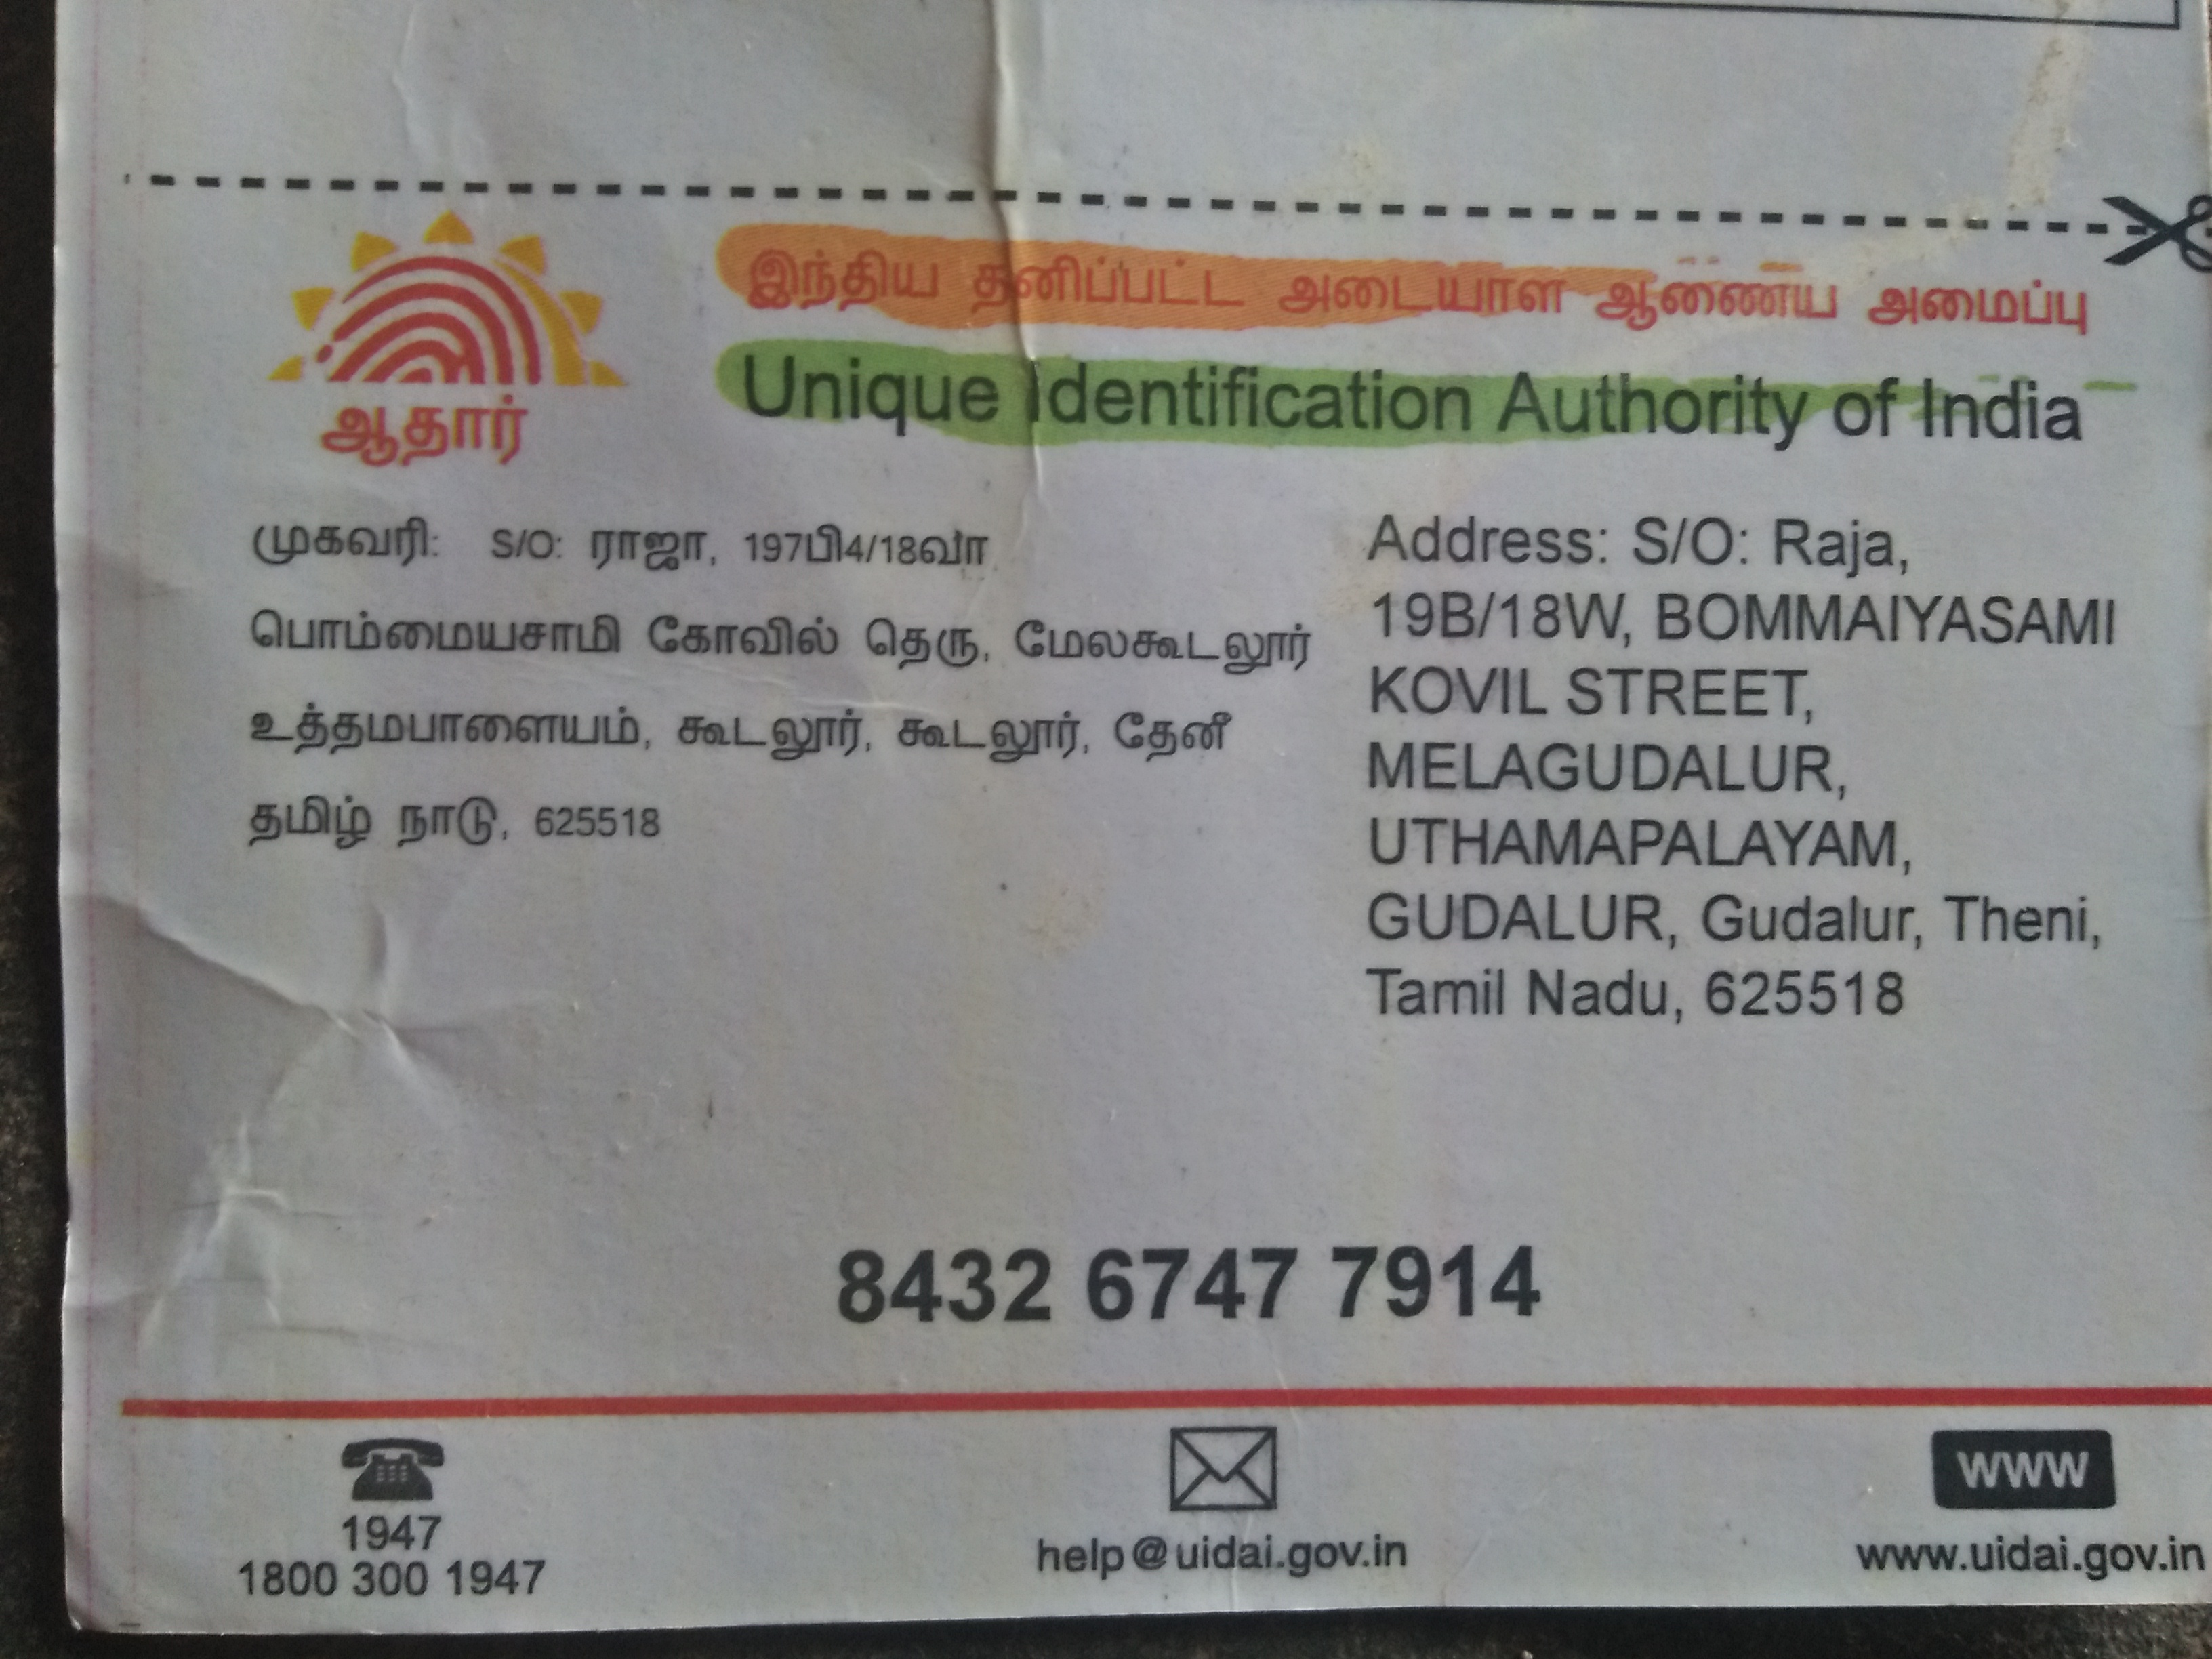 இந்திய தனிப்பட்ட அடையாள ஆணைய அமைப்பு
Unique Identification Authority of India
ஆதார்
முகவரி: S/O: ராஜா, 197பி4/18வா
பொம்மையசாமி கோவில் தெரு, மேலகூடலூர்
உத்தமபாளையம், கூடலூர், கூடலூர், தேனீ
தமிழ் நாடு, 625518
Address: S/O: Raja,
19B/18W, BOMMAIYASAMI
KOVIL STREET,
MELAGUDALUR,
UTHAMAPALAYAM,
GUDALUR, Gudalur, Theni,
Tamil Nadu, 625518
8432 6747 7914
1947
1800 300 1947
help@uidai.gov.in
www
www.uidai.gov.in